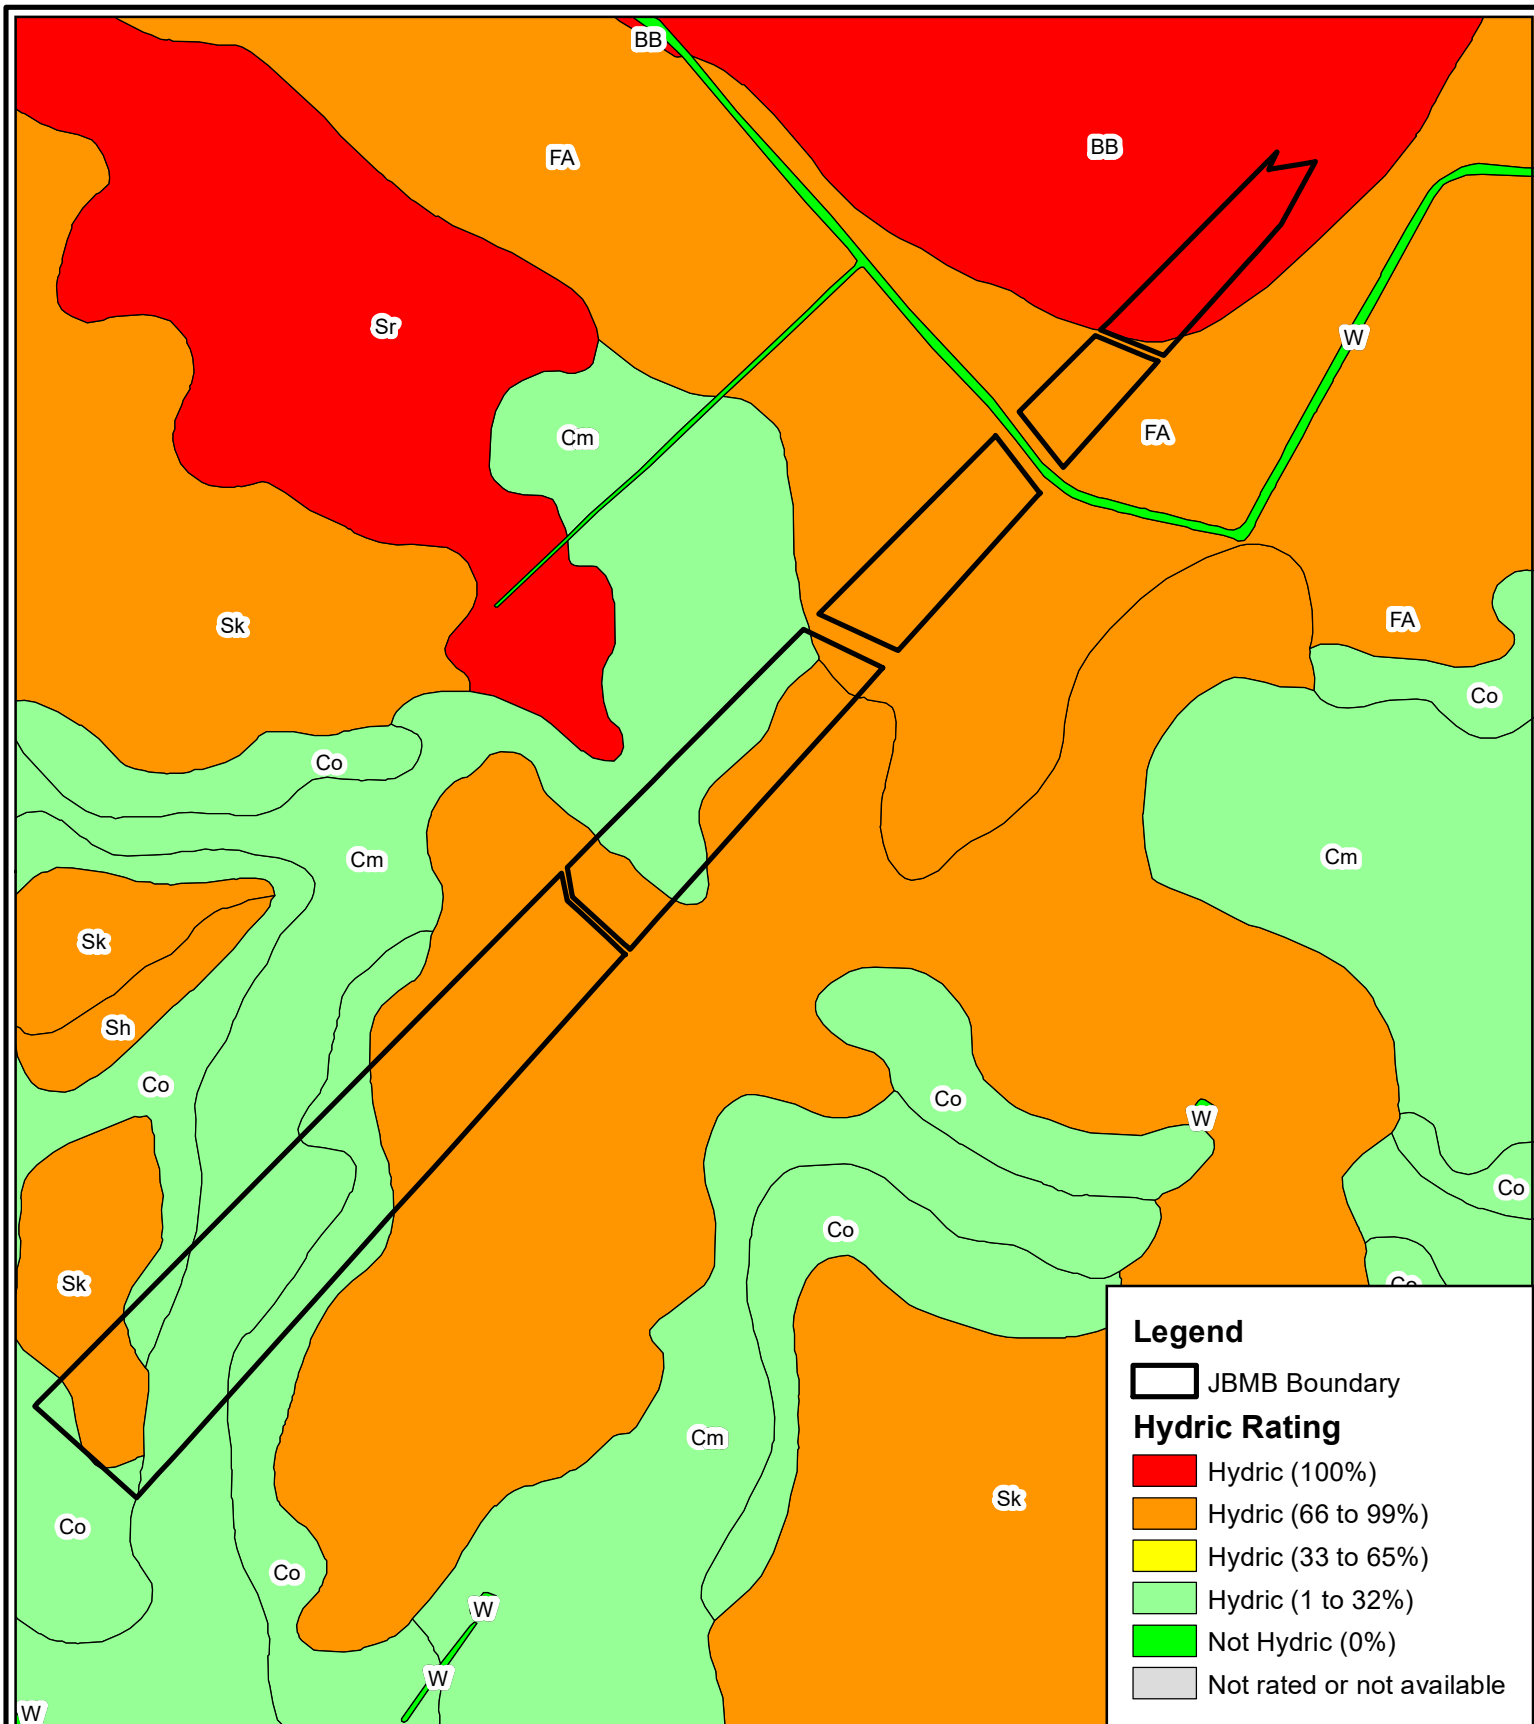 BB
BB
FA
Sr
W
Cm
FA
FA
Sk
Co
Co
Cm
Cm
Sk
Sh
Co
Co
W
Co
Co
Sk
Co
Cm
Sk
Co
Co
W
W
W
Legend
JBMB Boundary
Hydric Rating
Hydric (100%)
Hydric (66 to 99%)
Hydric (33 to 65%)
Hydric (1 to 32%)
Not Hydric (0%)
Not rated or not available